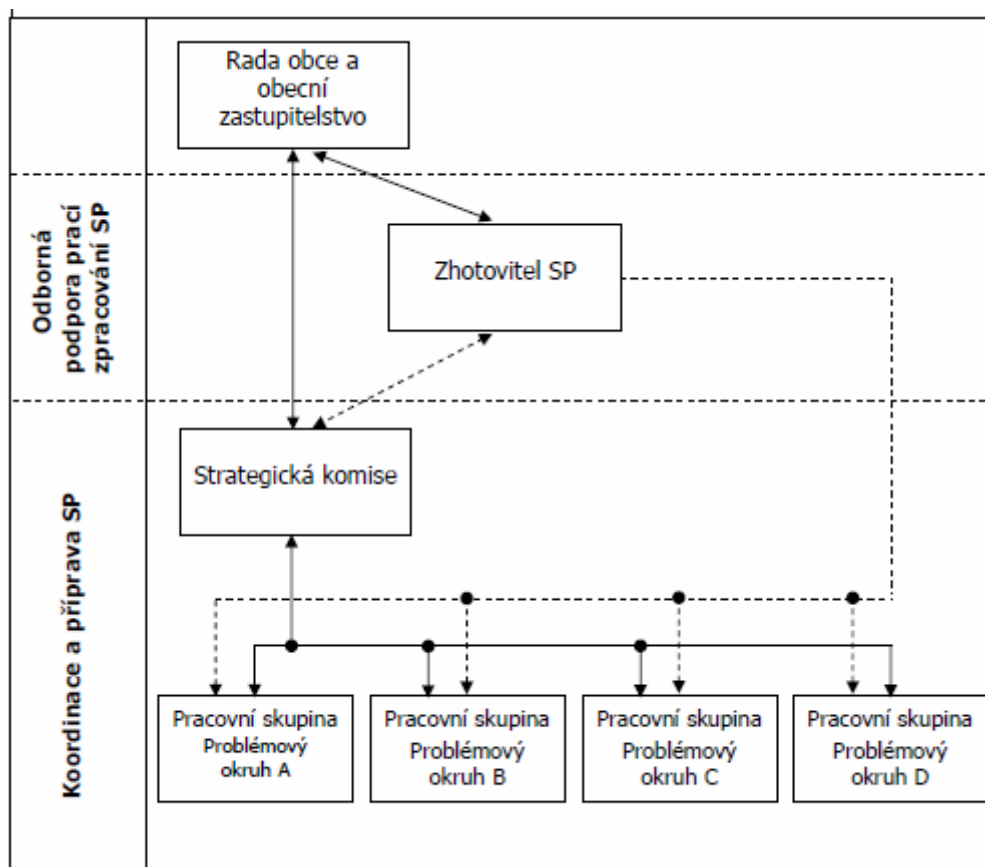 Rada obce a
obecní
zastupitelstvo
Odborná
podpora prací
zpracování SP
Zhotovitel SP
Koordinace a příprava SP
Strategická komise
Pracovní skupina
Problémový
okruh A
Pracovní skupina
Problémový
okruh B
Pracovní skupina
Problémový
okruh C
Pracovní skupina
Problémový
okruh D